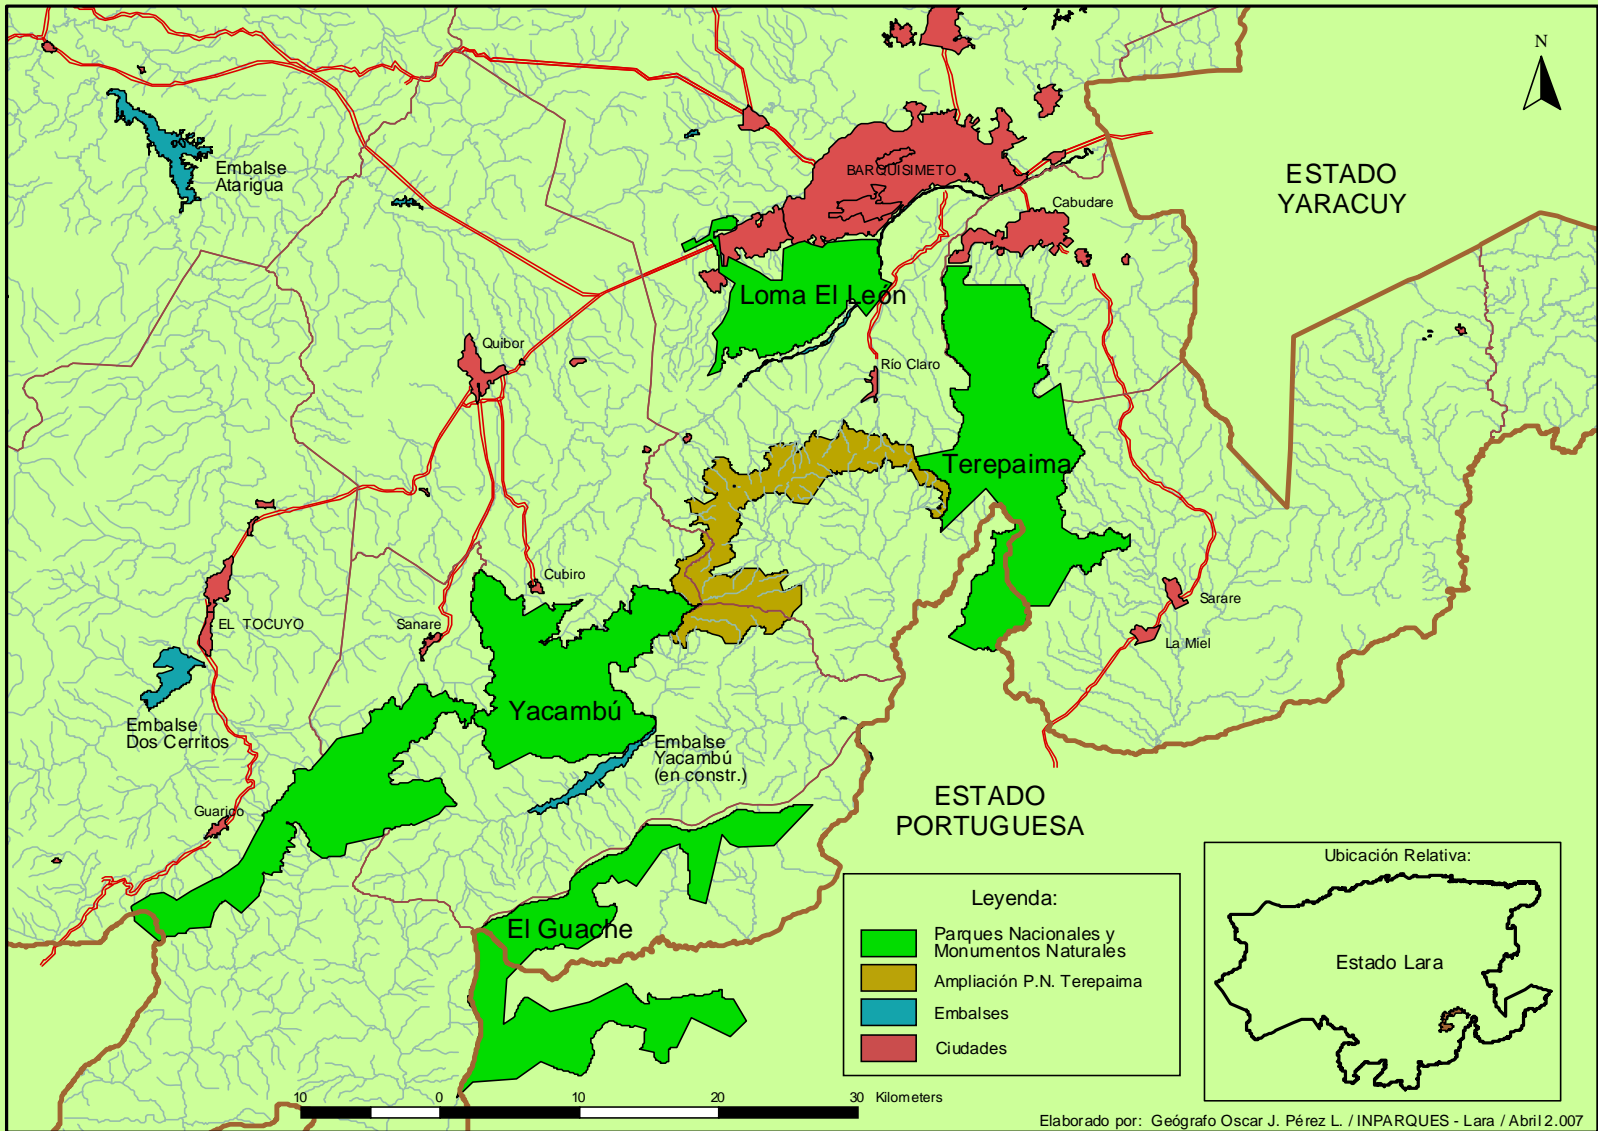 N
BARQUISIMETO
Embalse
Atarigua
ESTADO
YARACUY
Cabudare
Loma El León
Quibor
Río Claro
Terepaima
Cubiro
Sarare
EL TOCUYO
Sanare
La Miel
Yacambú
Embalse
Dos Cerritos
Embalse
Yacambú
(en constr.)
ESTADO
PORTUGUESA
Guarico
El Guache
Leyenda:
Parques Nacionales y
Monumentos Naturales
Ampliación P.N. Terepaima
Embalses
Ciudades
Ubicación Relativa:
Estado Lara
10 0 10 20 30 Kilometers
Elaborado por: Geógrafo Oscar J. Pérez L. / INPARQUES - Lara / Abril 2.007